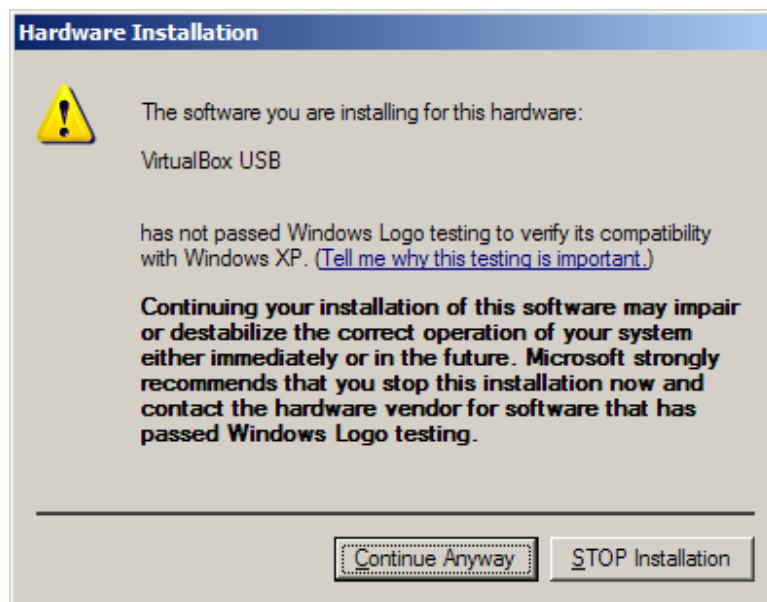 Hardware Installation
The software you are installing for this hardware:
VirtualBox USB
has not passed Windows Logo testing to verify its compatibility
with Windows XP. (Tell me why this testing is important.)
Continuing your installation of this software may impair
or destabilize the correct operation of your system
either immediately or in the future. Microsoft strongly
recommends that you stop this installation now and
contact the hardware vendor for software that has
passed Windows Logo testing.
Continue Anyway STOP Installation